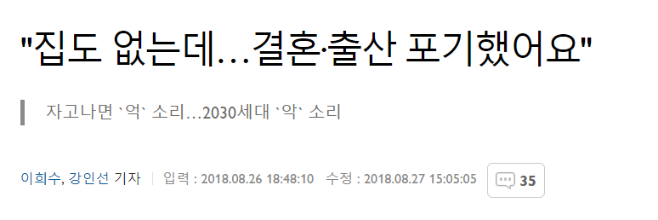 "집도 없는데…결혼·출산 포기했어요"
자고나면 `억` 소리…2030세대 `악` 소리
이희수, 강인선 기자 입력 : 2018.08.26 18:48:10 수정 : 2018.08.27 15:05:05 35